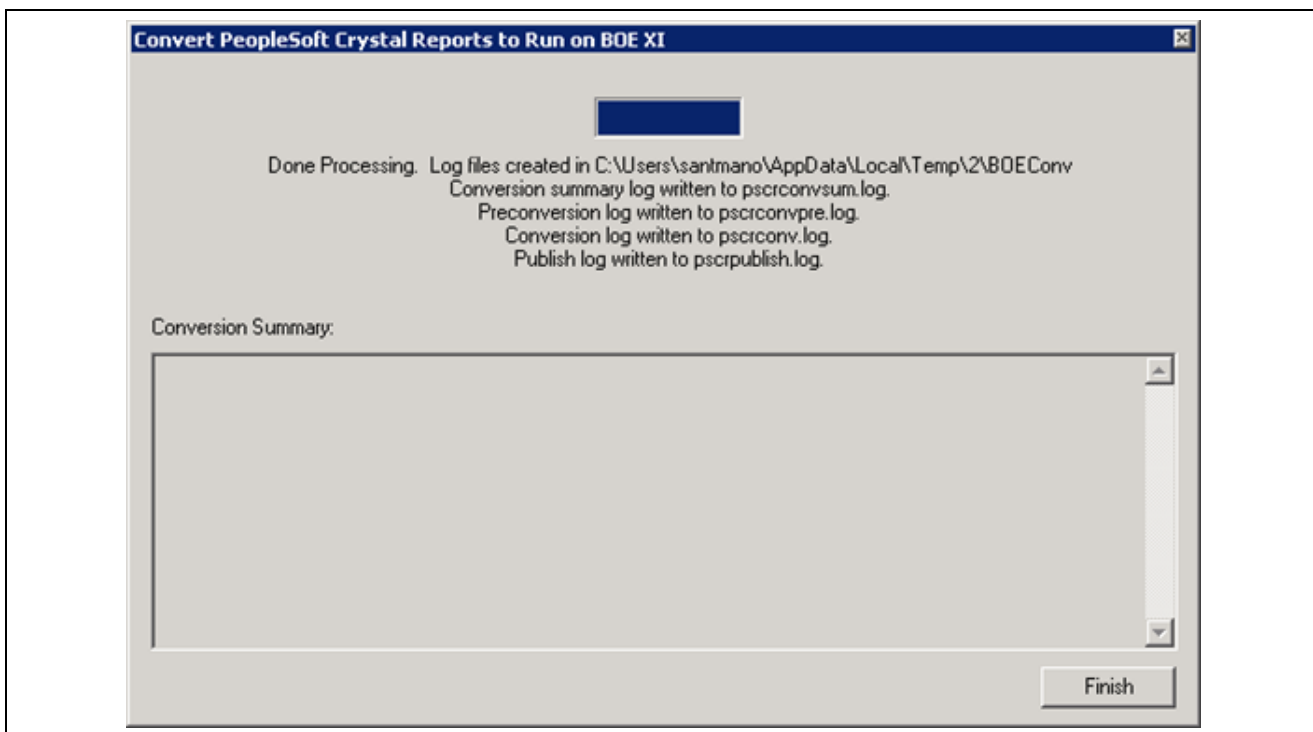 Convert PeopleSoft Crystal Reports to Run on BOE XI
Done Processing. Log files created in C:\Users\santmano\AppData\Local\Temp\2\BOEConv
Conversion summary log written to pscrconvsum.log.
Preconversion log written to pscrconvpre.log.
Conversion log written to pscrconv.log.
Publish log written to pscrpublish.log.
Conversion Summary:
Finish